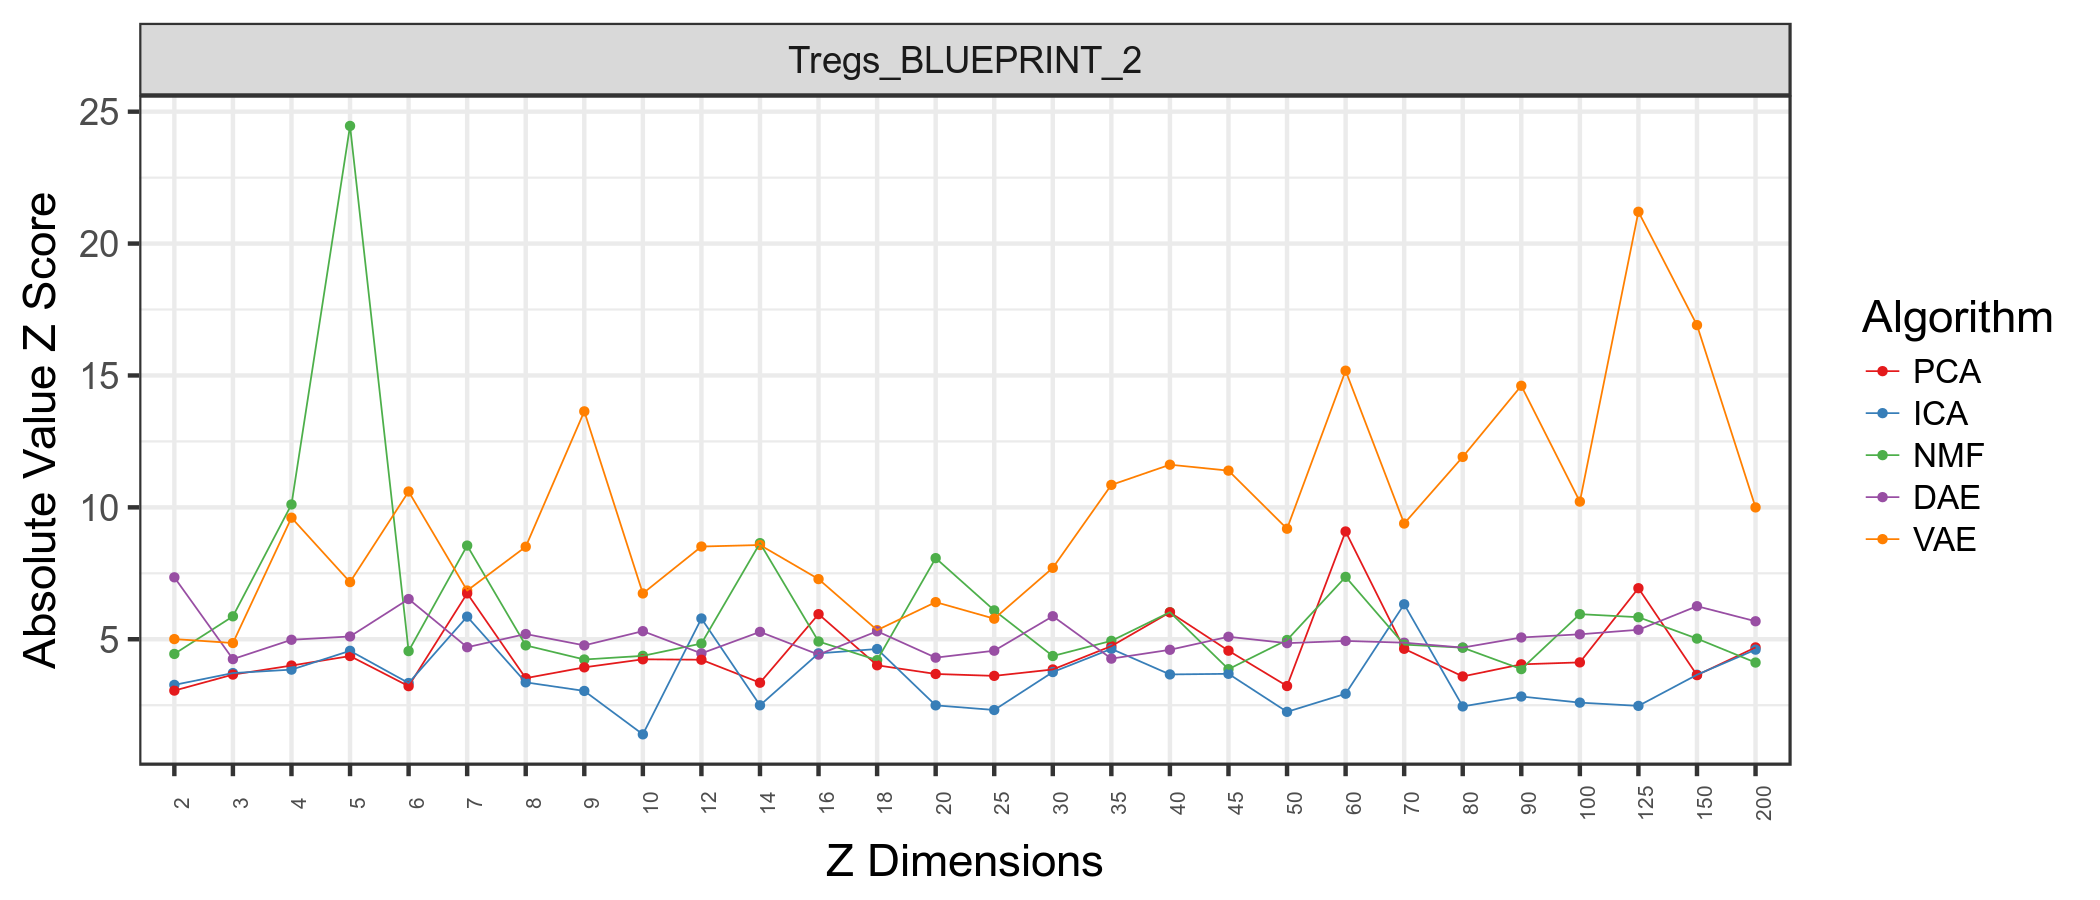 Tregs_BLUEPRINT_2
Absolute Value Z Score
25
20
15
10
5
2 3 4 5 6 7 8 9 10 12 14 16 18 20 25 30 35 40 45 50 60 70 80 90 100 125 150 200
Z Dimensions
Algorithm
PCA
ICA
NMF
DAE
VAE